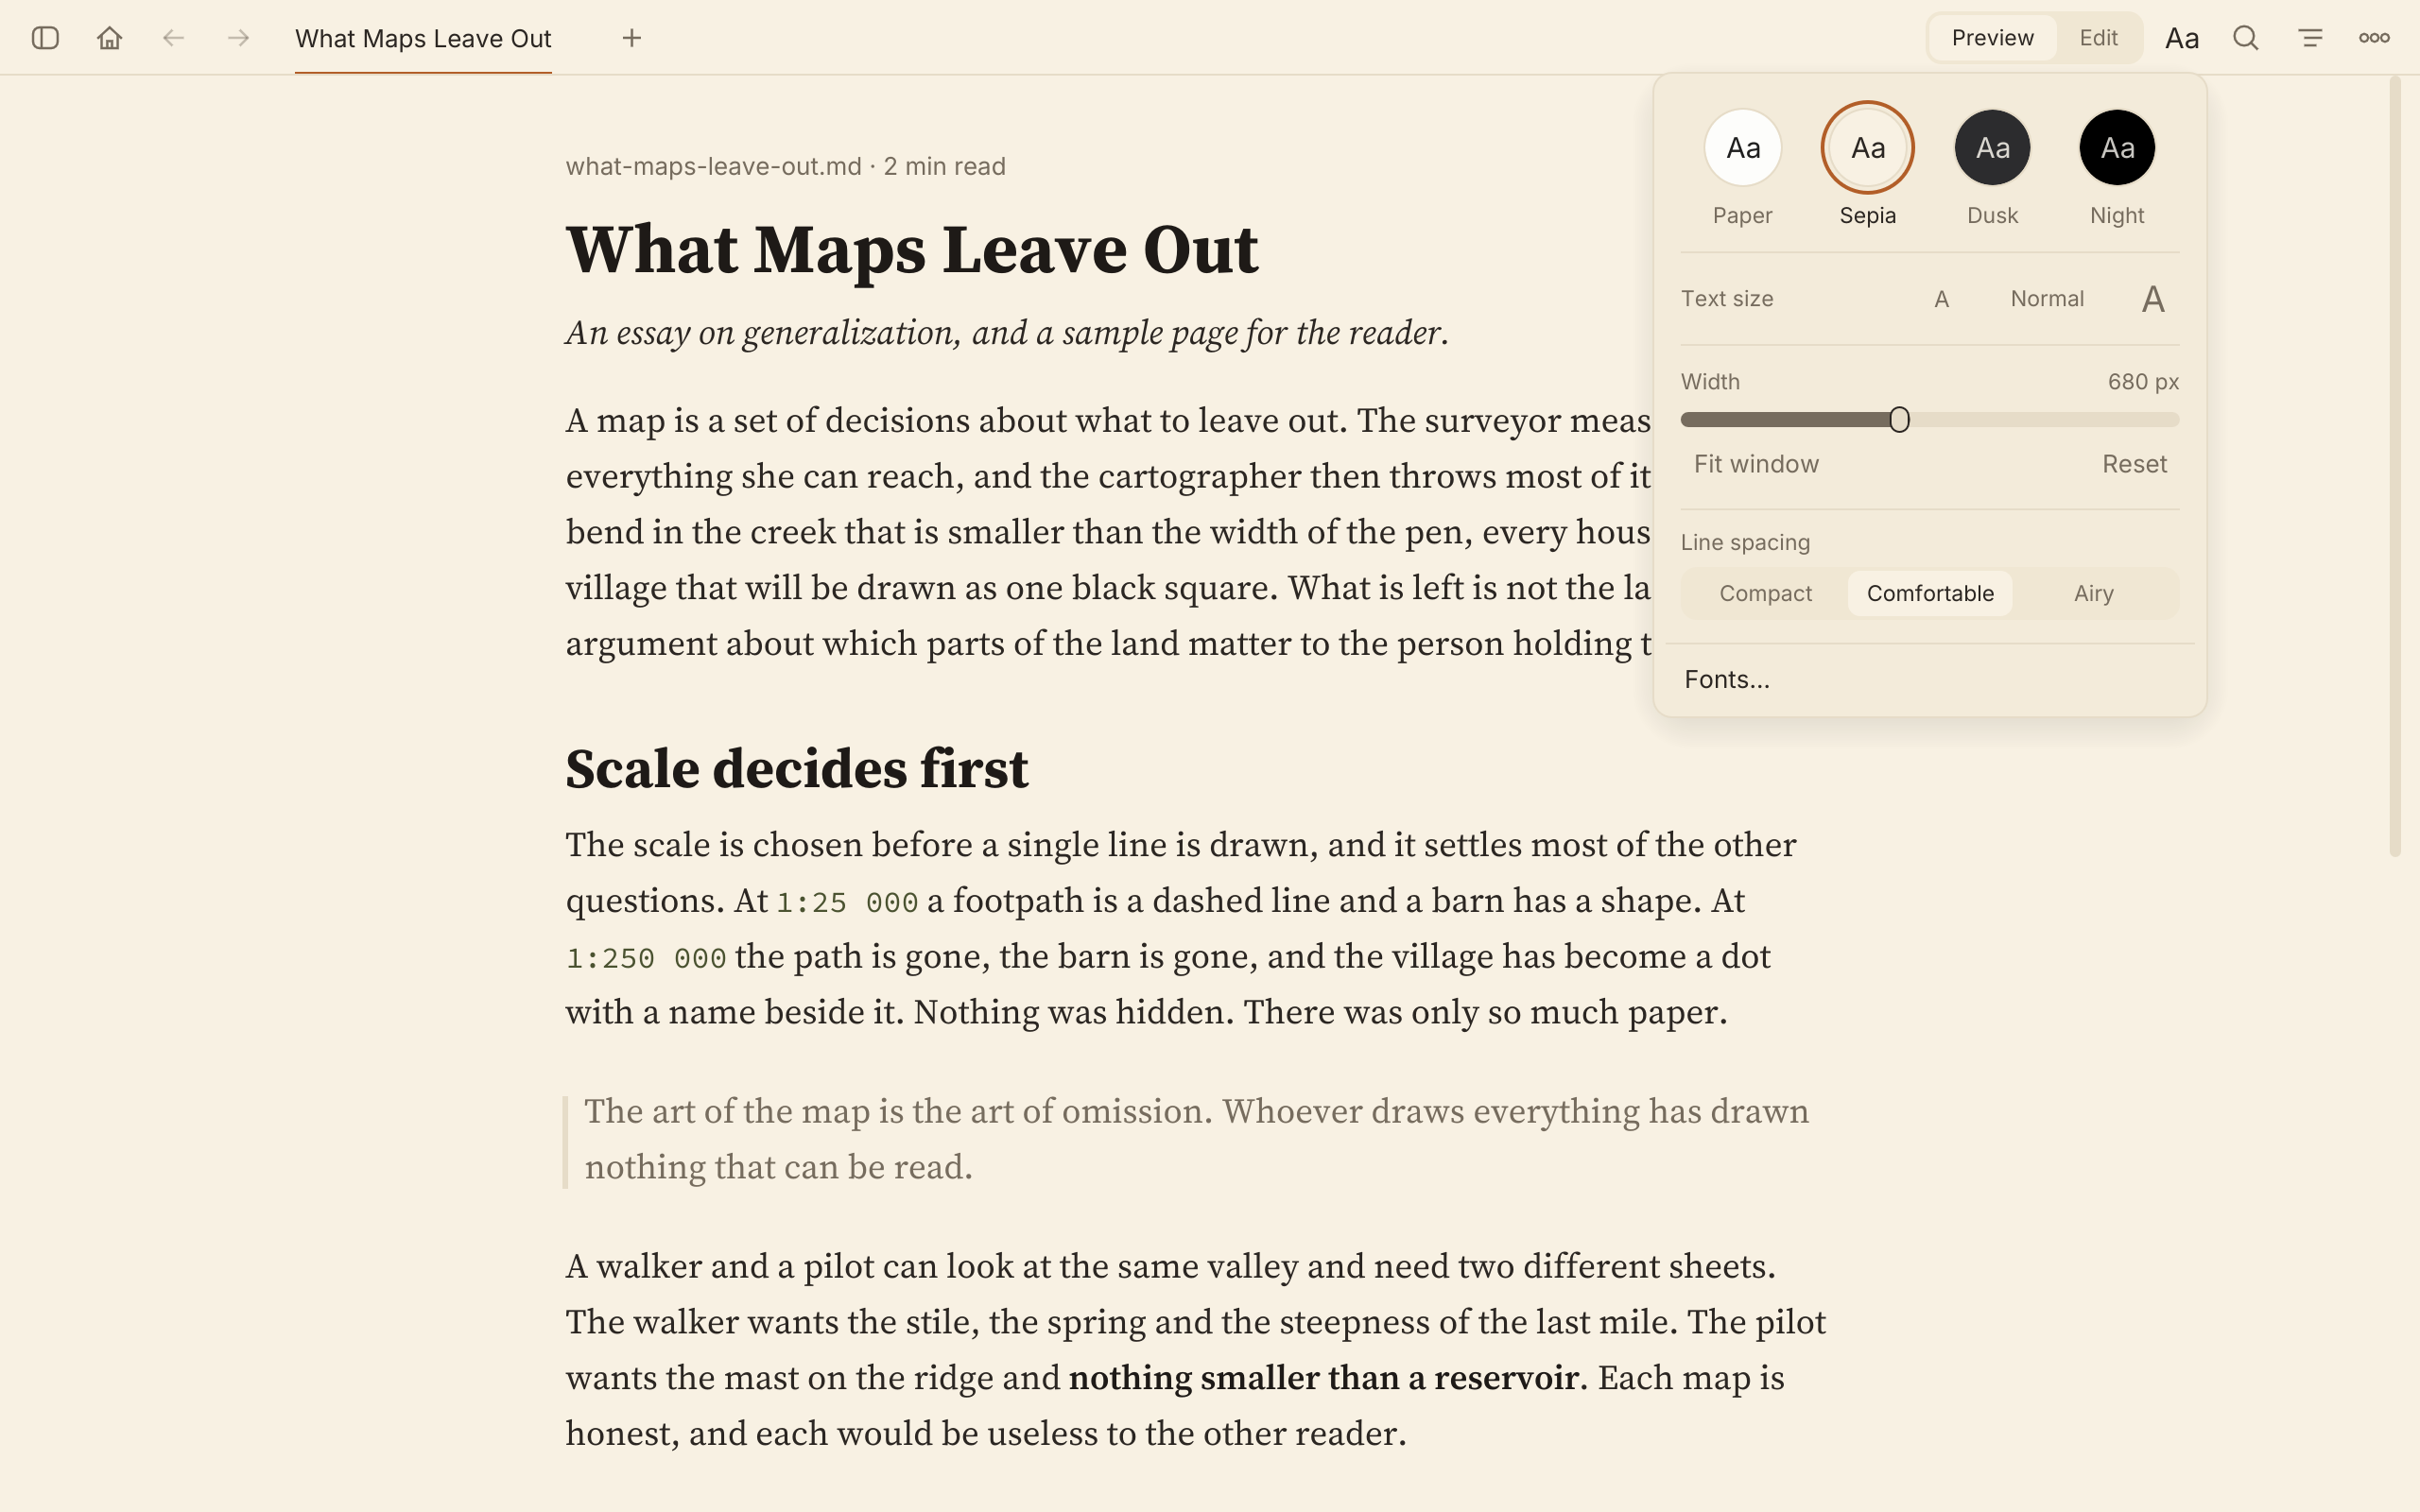 What Maps Leave Out
Preview Edit Aa
what-maps-leave-out.md · 2 min read
What Maps Leave Out
An essay on generalization, and a sample page for the reader.
A map is a set of decisions about what to leave out. The surveyor meas
everything she can reach, and the cartographer then throws most of it
bend in the creek that is smaller than the width of the pen, every hous
village that will be drawn as one black square. What is left is not the la
argument about which parts of the land matter to the person holding t
Aa Aa Aa Aa
Paper Sepia Dusk Night
Text size A Normal A
Width 680 px
Fit window Reset
Line spacing
Compact Comfortable Airy
Fonts...
Scale decides first
The scale is chosen before a single line is drawn, and it settles most of the other
questions. At 1:25 000 a footpath is a dashed line and a barn has a shape. At
1:250 000 the path is gone, the barn is gone, and the village has become a dot
with a name beside it. Nothing was hidden. There was only so much paper.
The art of the map is the art of omission. Whoever draws everything has drawn
nothing that can be read.
A walker and a pilot can look at the same valley and need two different sheets.
The walker wants the stile, the spring and the steepness of the last mile. The pilot
wants the mast on the ridge and nothing smaller than a reservoir. Each map is
honest, and each would be useless to the other reader.